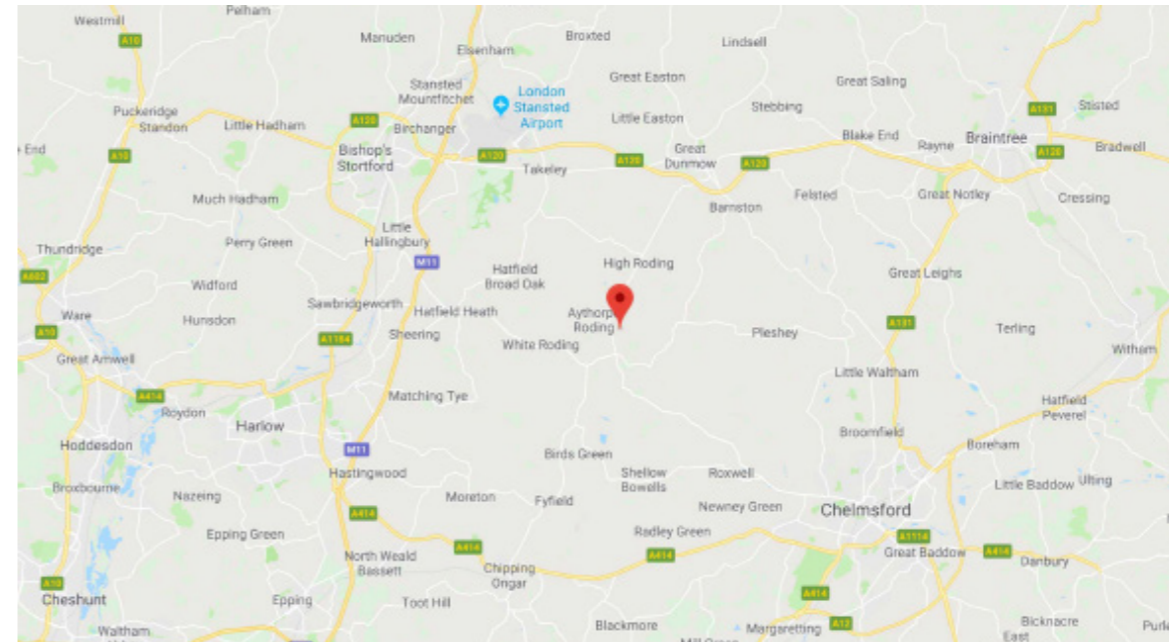 Pelham
Westmill
A10
Manuden
Broxted
Lindsell
Elsenham
Stansted
Mountfitchet
London
Stansted
Airport
Great Easton
Great Saling
Puckeridge
Standon
Little Hadham
A120
Birchanger
Little Easton
Stebbing
A131
Stisted
End
A10
Bishop's
Stortford
A120
Takeley
A120
Great
Dunmow
A120
Blake End
Rayne
Braintree
A120
Bradwell
Much Hadham
Barnston
Felsted
Great Notley
Cressing
Little
Hallingbury
Thundridge
Perry Green
M11
Hatfield
Broad Oak
High Roding
Great Leighs
A602
Widford
Sawbridgeworth
Hatfield Heath
Aythorp
Roding
Ware
Hunsdon
A10
A1184
Sheering
White Roding
Pleshey
A131
Terling
Witham
Great Amwell
Little Waltham
A414
Roydon
Matching Tye
Hatfield
Peverel
Harlow
Broomfield
Boreham
Hoddesdon
M11
Birds Green
Hastingwood
Shellow
Bowells
Roxwell
Little Baddow
Ulting
Broxbourne
Nazeing
Moreton
Fyfield
Newney Green
Chelmsford
A414
Epping Green
Radley Green
A1114
North Weald
Bassett
A414
A414
Great Baddow
A414
Danbury
Chipping
Ongar
A10
Cheshunt
Epping
Toot Hill
A414
Blackmore
Margaretting
A12
Bicknacre
Waltham
East